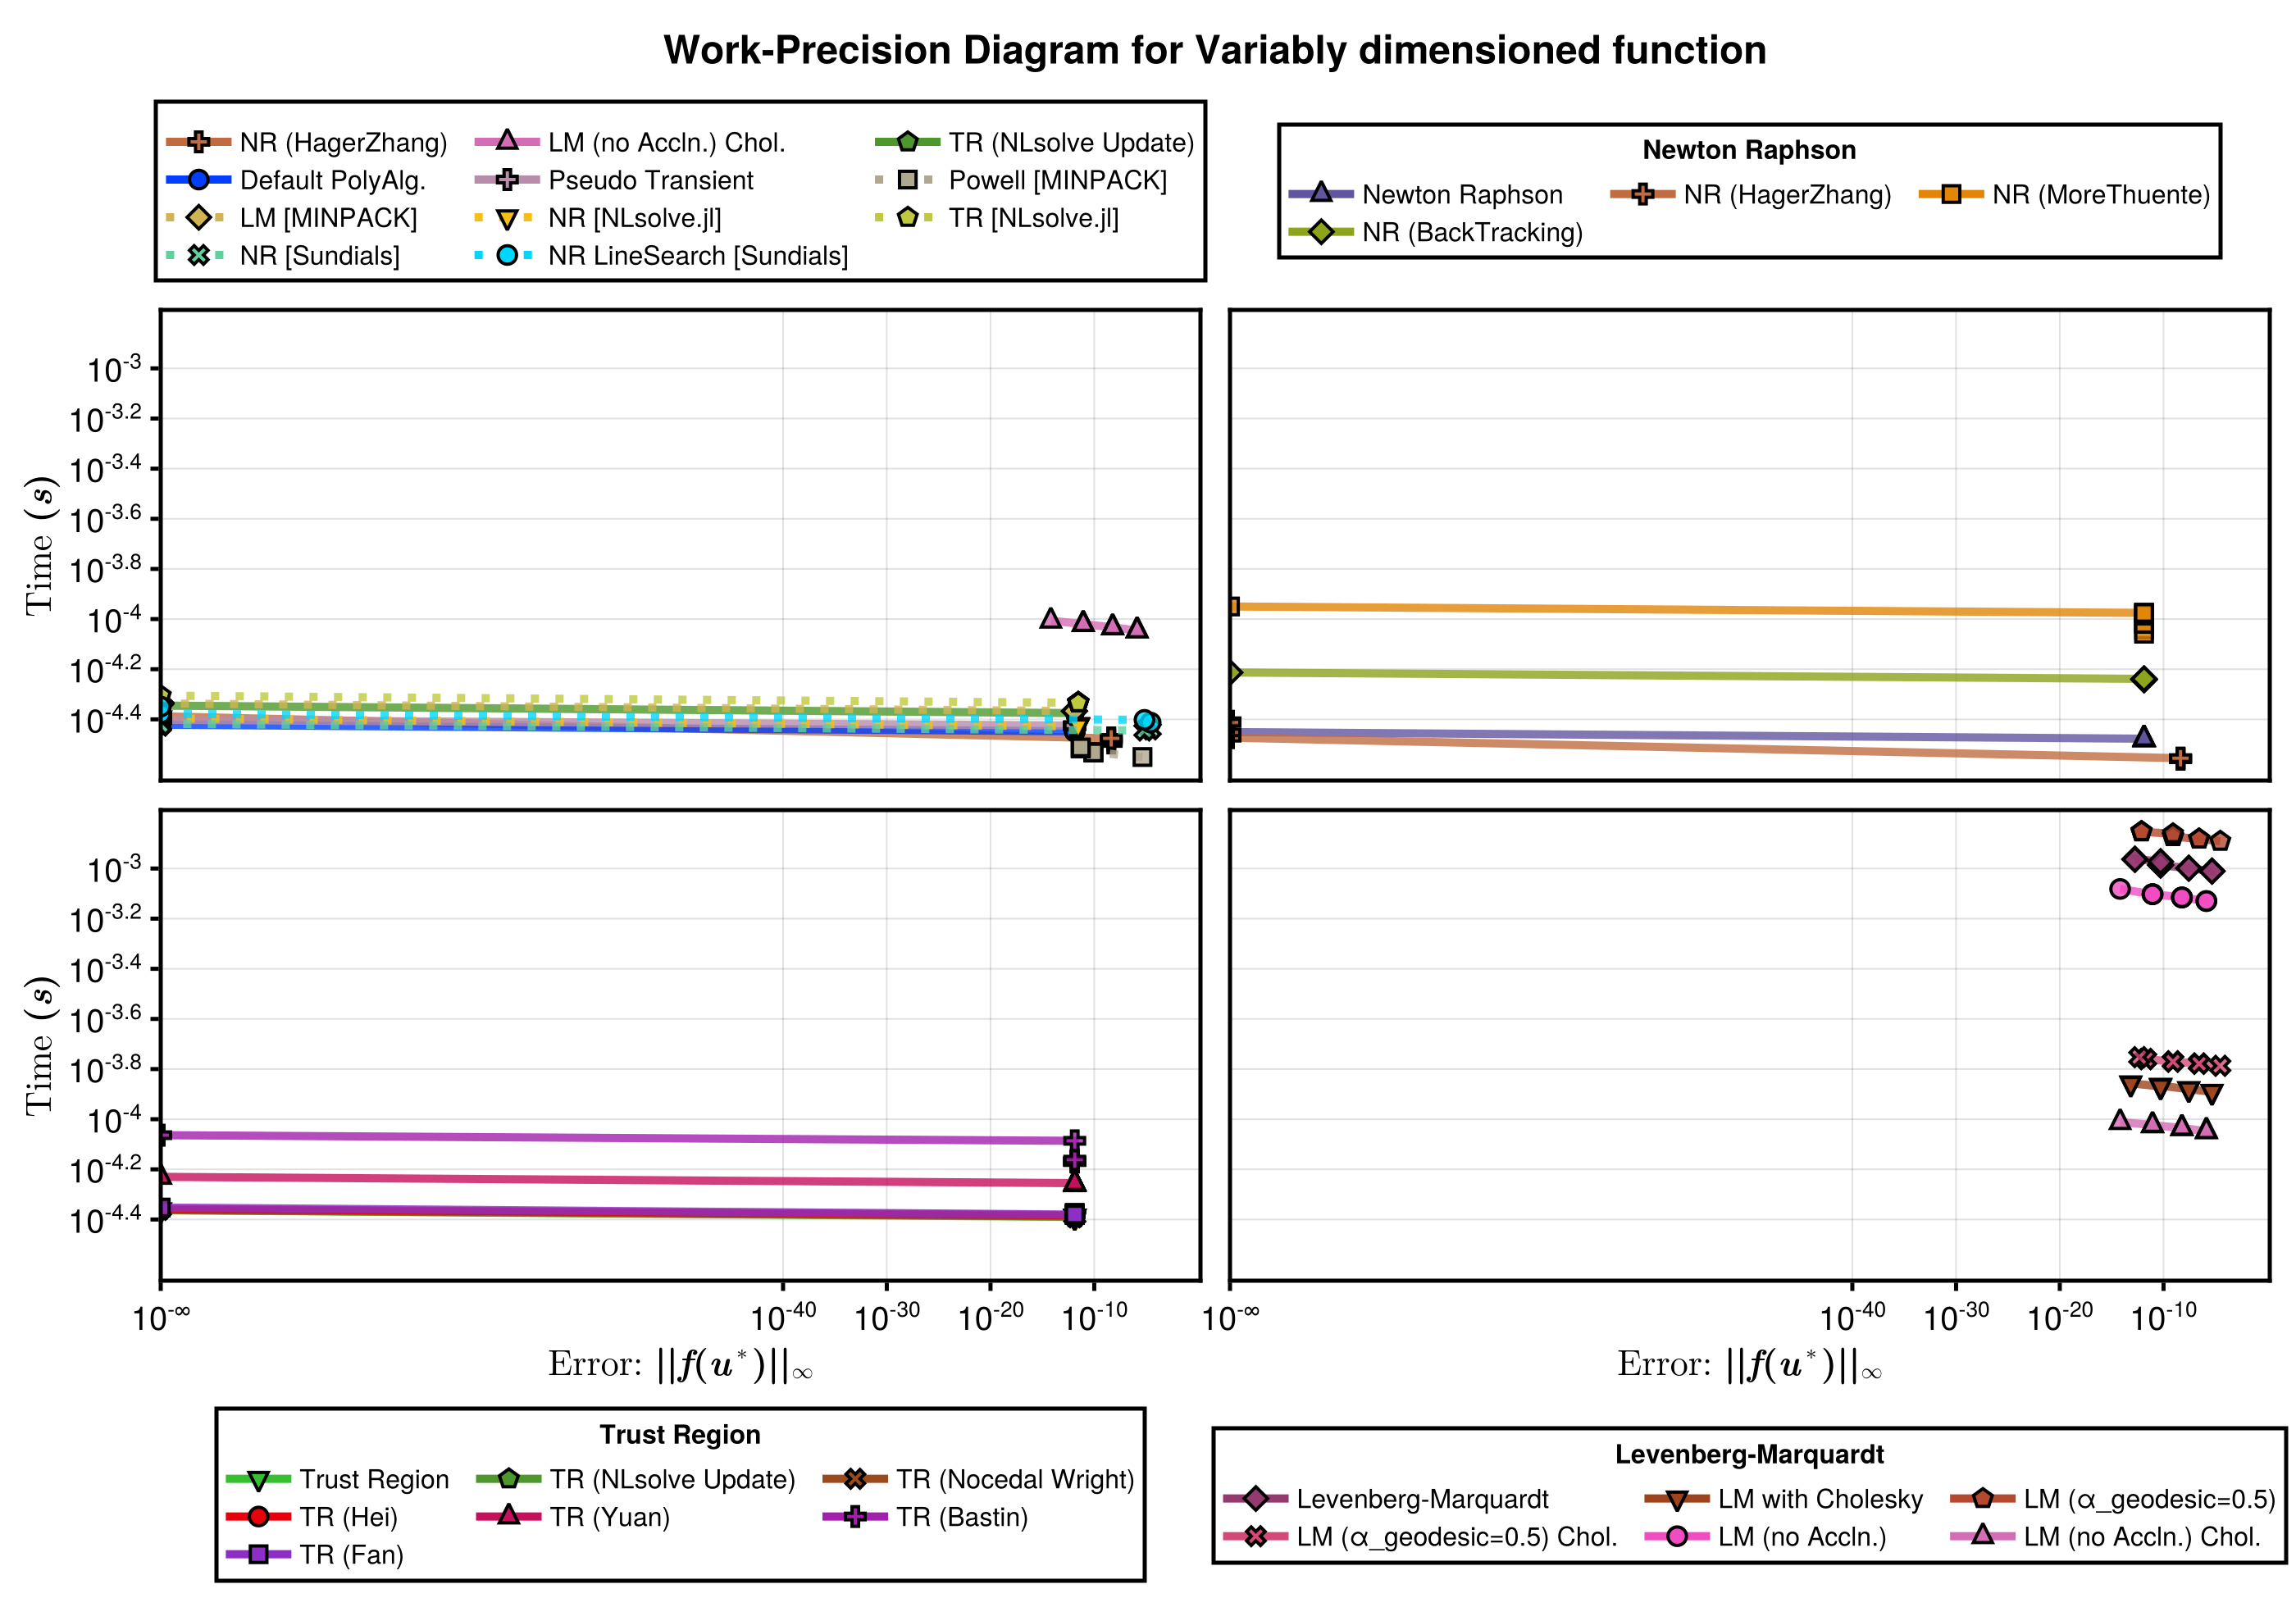 Work-Precision Diagram for Variably dimensioned function
NR (HagerZhang) LM (no Accln.) Chol. TR (NLsolve Update)
Default PolyAlg. Pseudo Transient Powell [MINPACK]
LM [MINPACK] NR [NLsolve.jl] TR [NLsolve.jl]
NR [Sundials] NR LineSearch [Sundials]
Newton Raphson
Newton Raphson NR (HagerZhang) NR (MoreThuente)
NR (BackTracking)
Time (s)
10^-3
10^-3.2
10^-3.4
10^-3.6
10^-3.8
10^-4
10^-4.2
10^-4.4
Time (s)
10^-3
10^-3.2
10^-3.4
10^-3.6
10^-3.8
10^-4
10^-4.2
10^-4.4
10^-∞ 10^-40 10^-30 10^-20 10^-10
Error: ||f(u*)||∞
10^-∞ 10^-40 10^-30 10^-20 10^-10
Error: ||f(u*)||∞
Trust Region
Trust Region TR (NLsolve Update) TR (Nocedal Wright)
TR (Hei) TR (Yuan) TR (Bastin)
TR (Fan)
Levenberg-Marquardt
Levenberg-Marquardt LM with Cholesky LM (α_geodesic=0.5)
LM (α_geodesic=0.5) Chol. LM (no Accln.) LM (no Accln.) Chol.